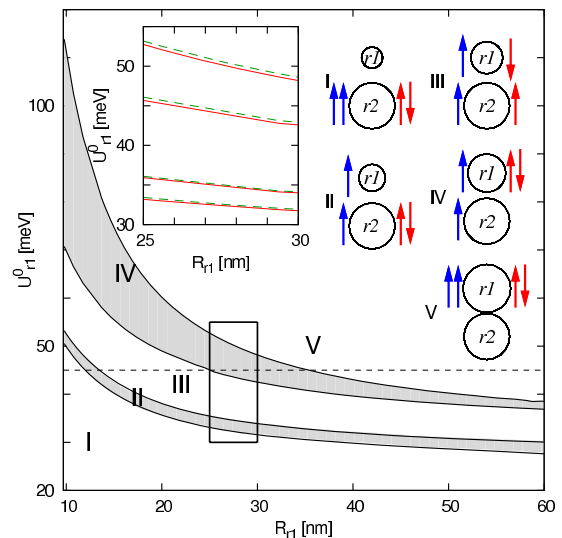 U⁰r1 [meV]
100
50
20
10
20
30
40
50
60
Rr1 [nm]
I
II
III
IV
V
U⁰r1 [meV]
50
40
30
25
30
Rr1 [nm]
I
r1
r2
II
r1
r2
III
r1
r2
IV
r1
r2
V
r1
r2